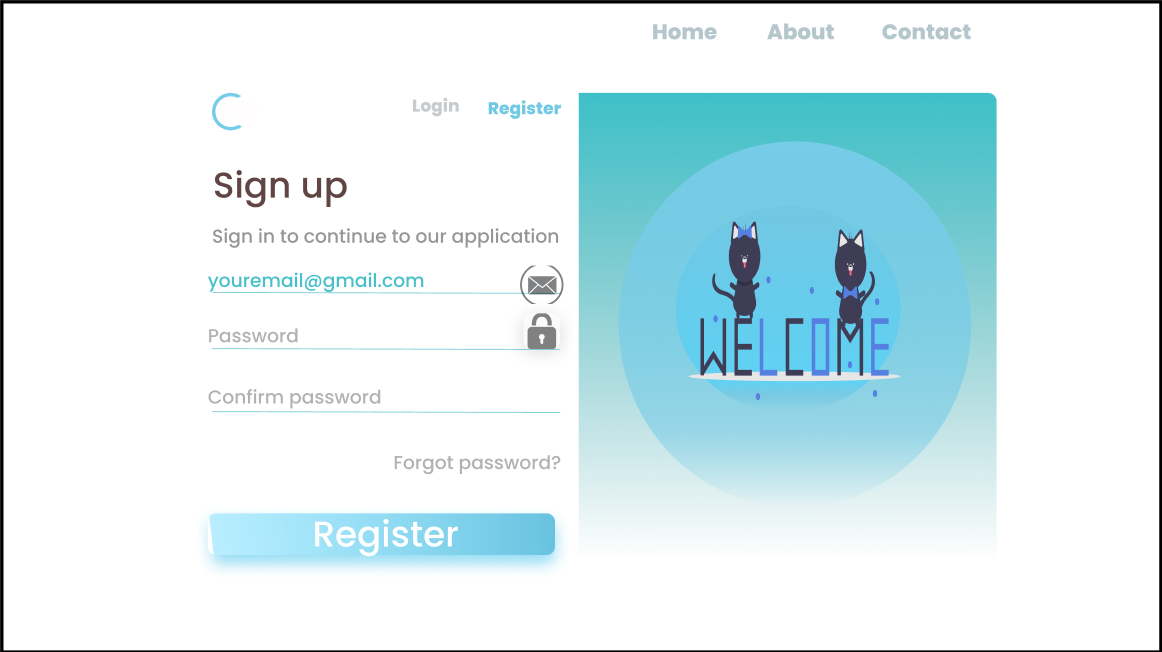 Home About Contact
Login Register
Sign up
Sign in to continue to our application
youremail@gmail.com
Password
Confirm password
Forgot password?
Register
WELCOME